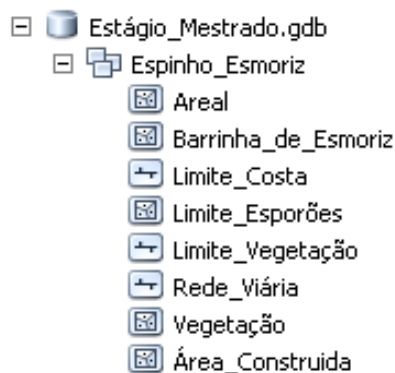 Estágio_Mestrado.gdb
Espinho_Esmoriz
Areal
Barrinha_de_Esmoriz
Limite_Costa
Limite_Esporões
Limite_Vegetação
Rede_Viária
Vegetação
Área_Construida